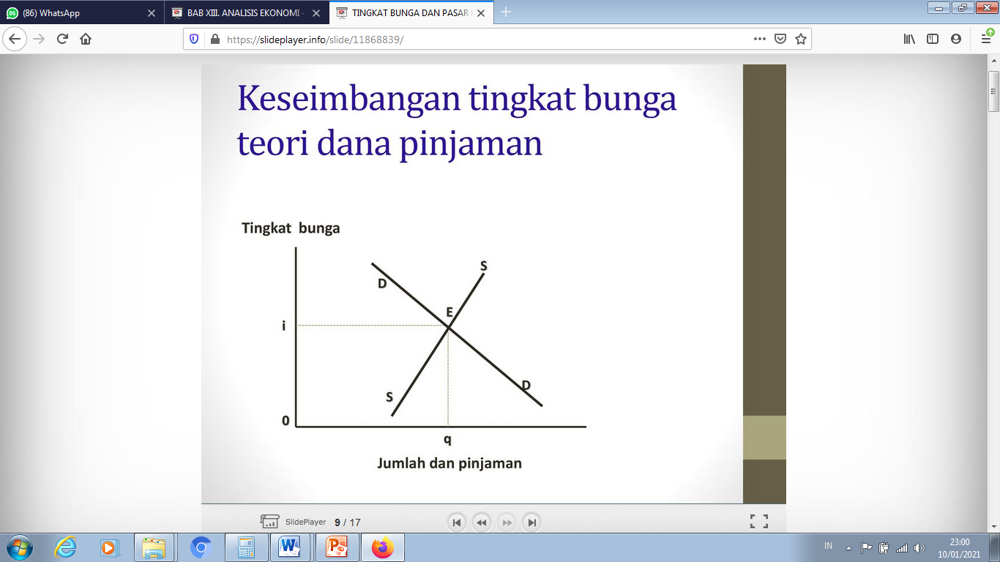 (86) WhatsApp
BAB XIII. ANALISIS EKONOMI -
TINGKAT BUNGA DAN PASAR
https://slideplayer.info/slide/11868839/
Keseimbangan tingkat bunga
teori dana pinjaman
Tingkat bunga
S
D
E
i
D
S
0
q
Jumlah dan pinjaman
SlidePlayer 9 / 17
IN
23:00
10/01/2021